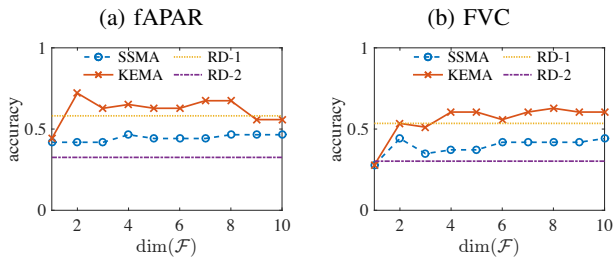 (a) fAPAR
(b) FVC
1
SSMA
RD-1
KEMA
RD-2
accuracy
0.5
0
2
4
6
8
10
dim(ℱ)
1
SSMA
RD-1
KEMA
RD-2
accuracy
0.5
0
2
4
6
8
10
dim(ℱ)